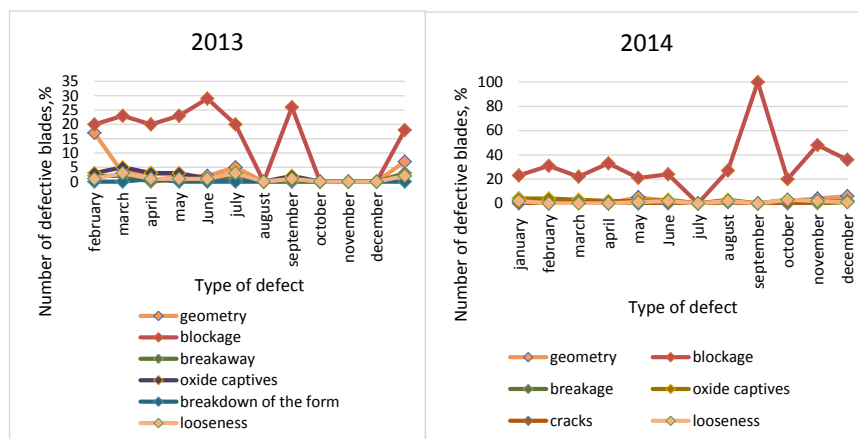 2013
Number of defective blades,%
35
30
25
20
15
10
5
0
february
march
april
may
June
july
august
september
october
november
december
Type of defect
geometry
blockage
breakaway
oxide captives
breakdown of the form
looseness
2014
Number of defective blades, %
100
80
60
40
20
0
january
february
march
april
may
June
july
august
september
october
november
december
Type of defect
geometry
blockage
breakage
oxide captives
cracks
looseness